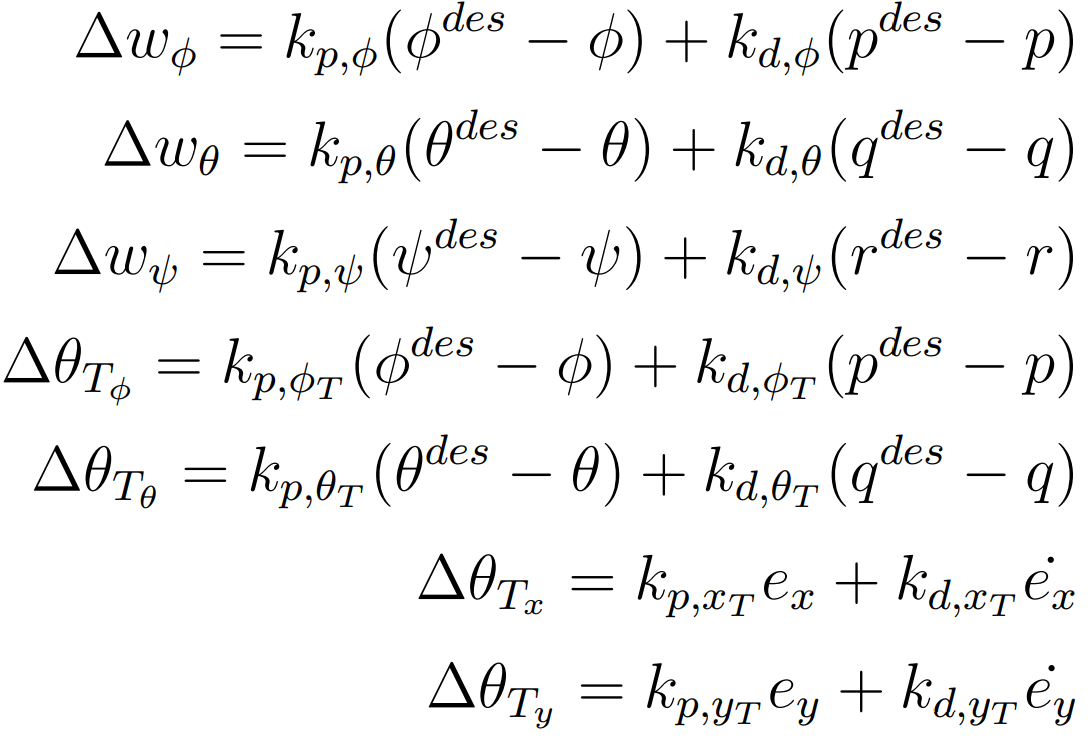 Δw_ϕ = k_{p,ϕ}(ϕ^{des} − ϕ) + k_{d,ϕ}(p^{des} − p)
Δw_θ = k_{p,θ}(θ^{des} − θ) + k_{d,θ}(q^{des} − q)
Δw_ψ = k_{p,ψ}(ψ^{des} − ψ) + k_{d,ψ}(r^{des} − r)
Δθ_{T_ϕ} = k_{p,ϕ_T}(ϕ^{des} − ϕ) + k_{d,ϕ_T}(p^{des} − p)
Δθ_{T_θ} = k_{p,θ_T}(θ^{des} − θ) + k_{d,θ_T}(q^{des} − q)
Δθ_{T_x} = k_{p,x_T} e_x + k_{d,x_T} \dot{e_x}
Δθ_{T_y} = k_{p,y_T} e_y + k_{d,y_T} \dot{e_y}